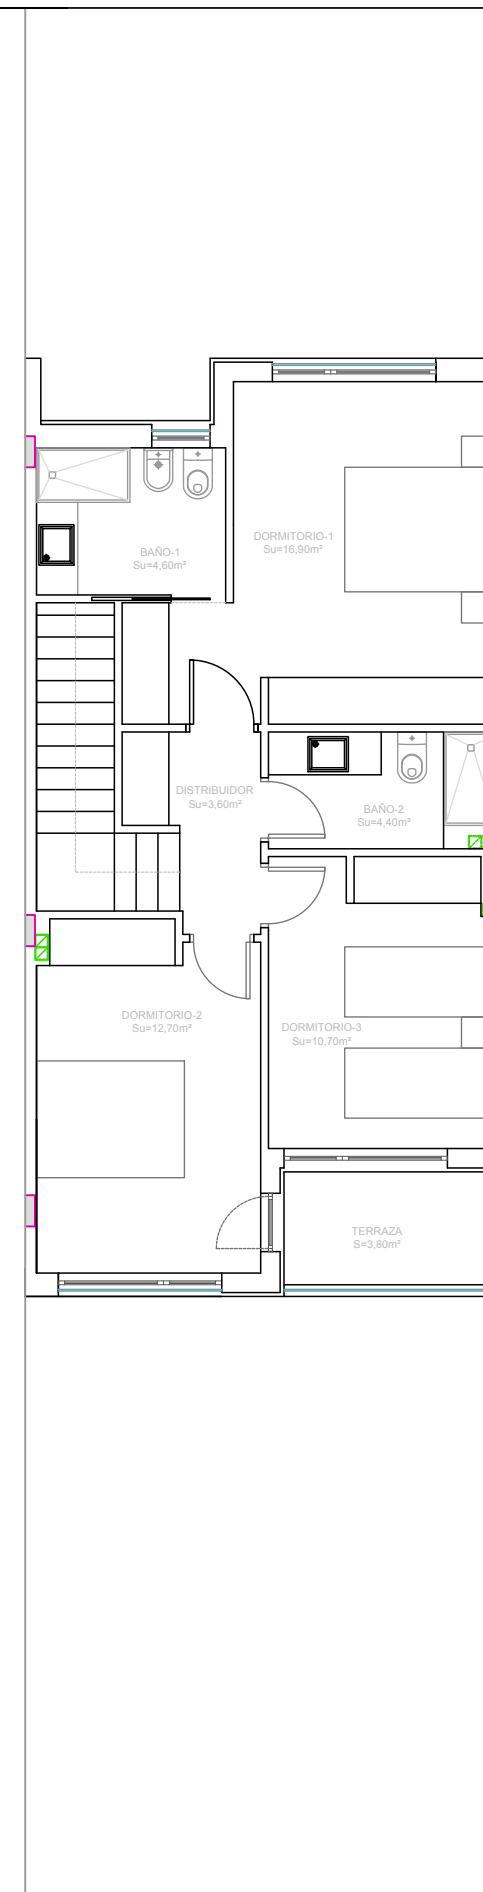 DORMITORIO-1
Su=16,90m²
BAÑO-1
Su=4,60m²
DISTRIBUIDOR
Su=3,60m²
BAÑO-2
Su=4,40m²
DORMITORIO-2
Su=12,70m²
DORMITORIO-3
Su=10,70m²
TERRAZA
S=3,80m²